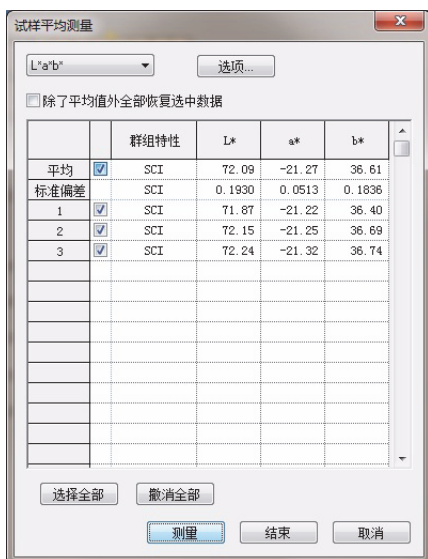 试样平均测量
L*a*b*
选项...
除了平均值外全部恢复选中数据
群组特性 L* a* b*
平均 SCI 72.09 -21.27 36.61
标准偏差 SCI 0.1930 0.0513 0.1836
1 SCI 71.87 -21.22 36.40
2 SCI 72.15 -21.25 36.69
3 SCI 72.24 -21.32 36.74
选择全部 撤消全部
测量 结束 取消